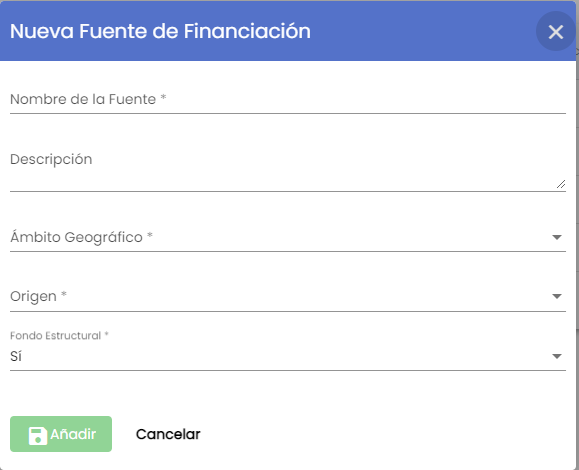 Nueva Fuente de Financiación
Nombre de la Fuente *
Descripción
Ámbito Geográfico *
Origen *
Fondo Estructural *
Sí
Añadir Cancelar